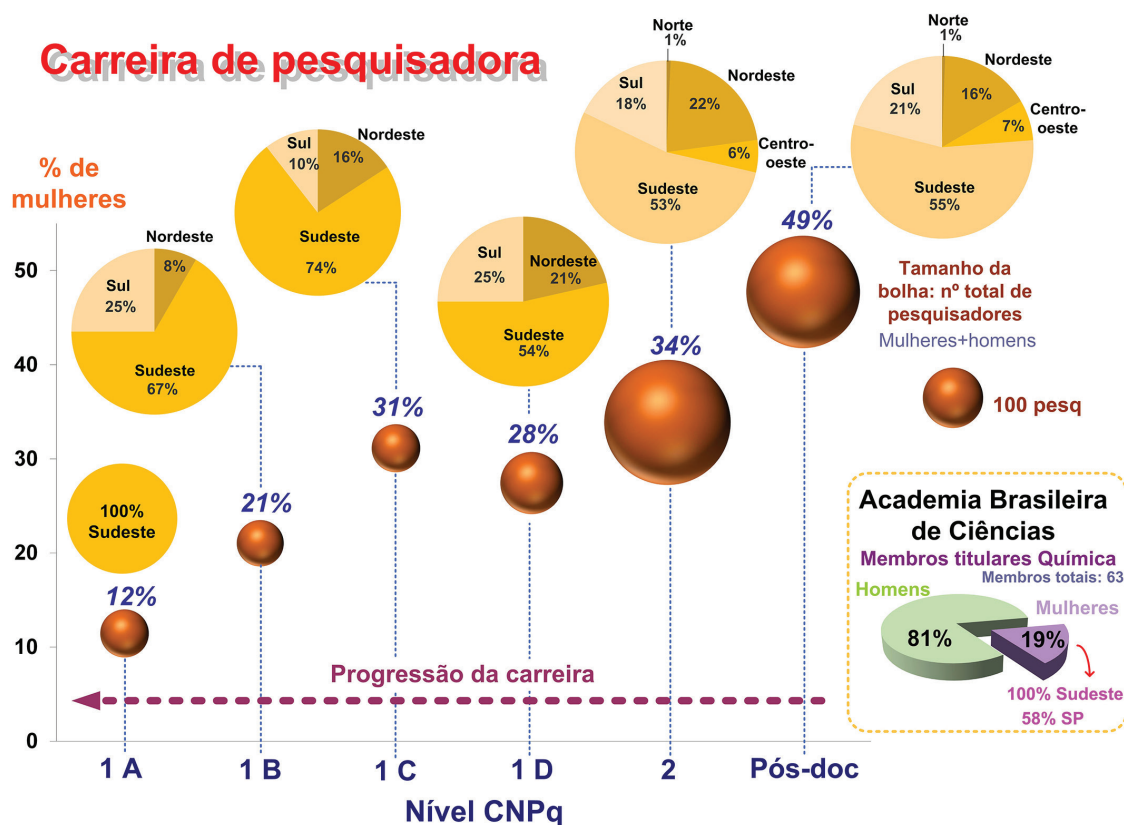 Carreira de pesquisadora
% de
mulheres
50
40
30
20
10
0
100%
Sudeste
12%
Nordeste
8%
Sul
25%
Sudeste
67%
21%
Sul
10%
Nordeste
16%
Sudeste
74%
31%
Sul
25%
Nordeste
21%
Sudeste
54%
28%
Norte
1%
Nordeste
22%
Sul
18%
Centro-
oeste
6%
Sudeste
53%
34%
Norte
1%
Nordeste
16%
Sul
21%
Centro-
oeste
7%
Sudeste
55%
49%
Tamanho da
bolha: nº total de
pesquisadores
Mulheres+homens
100 pesq
Academia Brasileira
de Ciências
Membros titulares Química
Membros totais: 63
Homens
81%
Mulheres
19%
100% Sudeste
58% SP
Progressão da carreira
1 A
1 B
1 C
1 D
2
Pós-doc
Nível CNPq